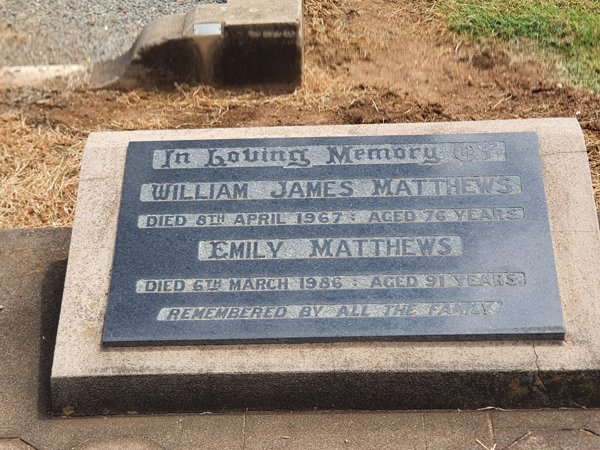 In Loving Memory of
WILLIAM JAMES MATTHEWS
DIED 8TH APRIL 1967 : AGED 76 YEARS
EMILY MATTHEWS
DIED 6TH MARCH 1986 : AGED 91 YEARS
REMEMBERED BY ALL THE FAMILY